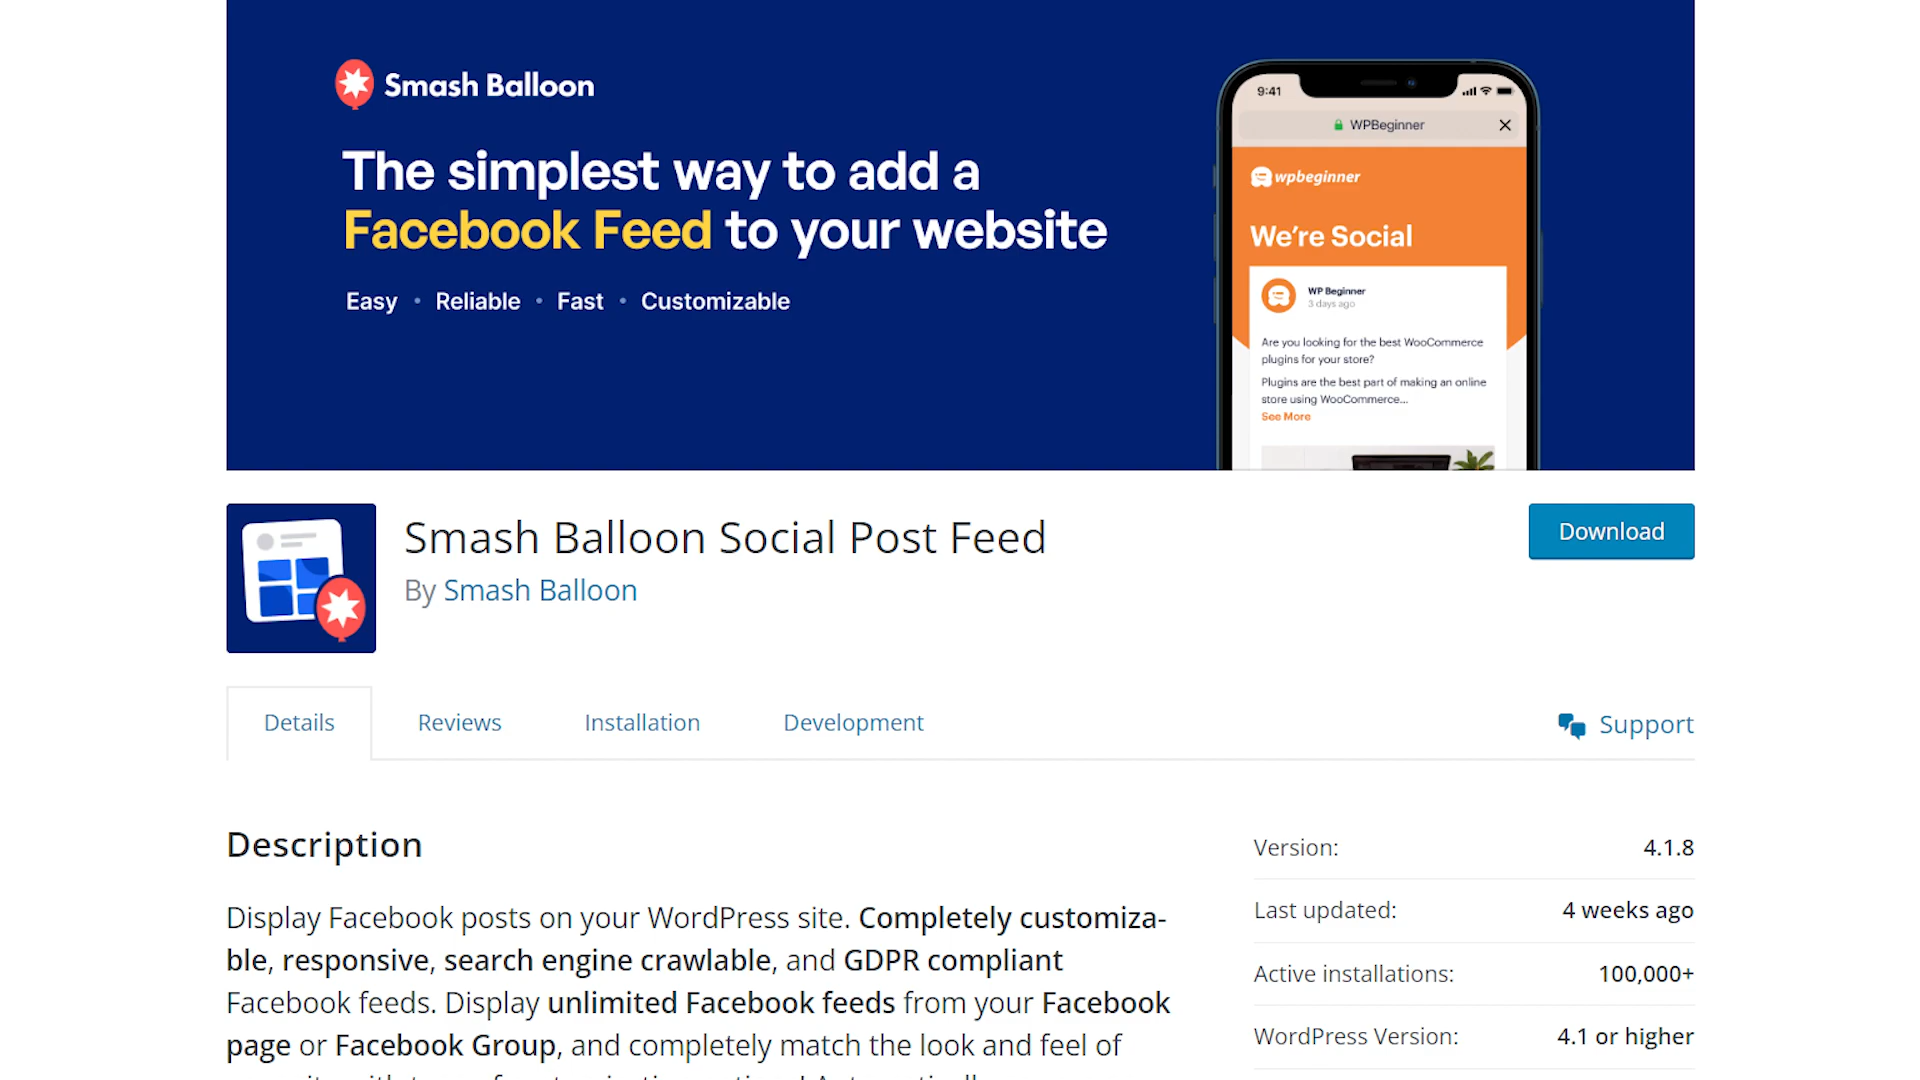 Smash Balloon
The simplest way to add a
Facebook Feed to your website
Easy • Reliable • Fast • Customizable
9:41
WPBeginner
wpbeginner
We're Social
WP Beginner
3 days ago
Are you looking for the best WooCommerce
plugins for your store?
Plugins are the best part of making an online
store using WooCommerce...
See More
Smash Balloon Social Post Feed
By Smash Balloon
Download
Details
Reviews
Installation
Development
Support
Description
Display Facebook posts on your WordPress site. Completely customiza-
ble, responsive, search engine crawlable, and GDPR compliant
Facebook feeds. Display unlimited Facebook feeds from your Facebook
page or Facebook Group, and completely match the look and feel of
Version: 4.1.8
Last updated: 4 weeks ago
Active installations: 100,000+
WordPress Version: 4.1 or higher